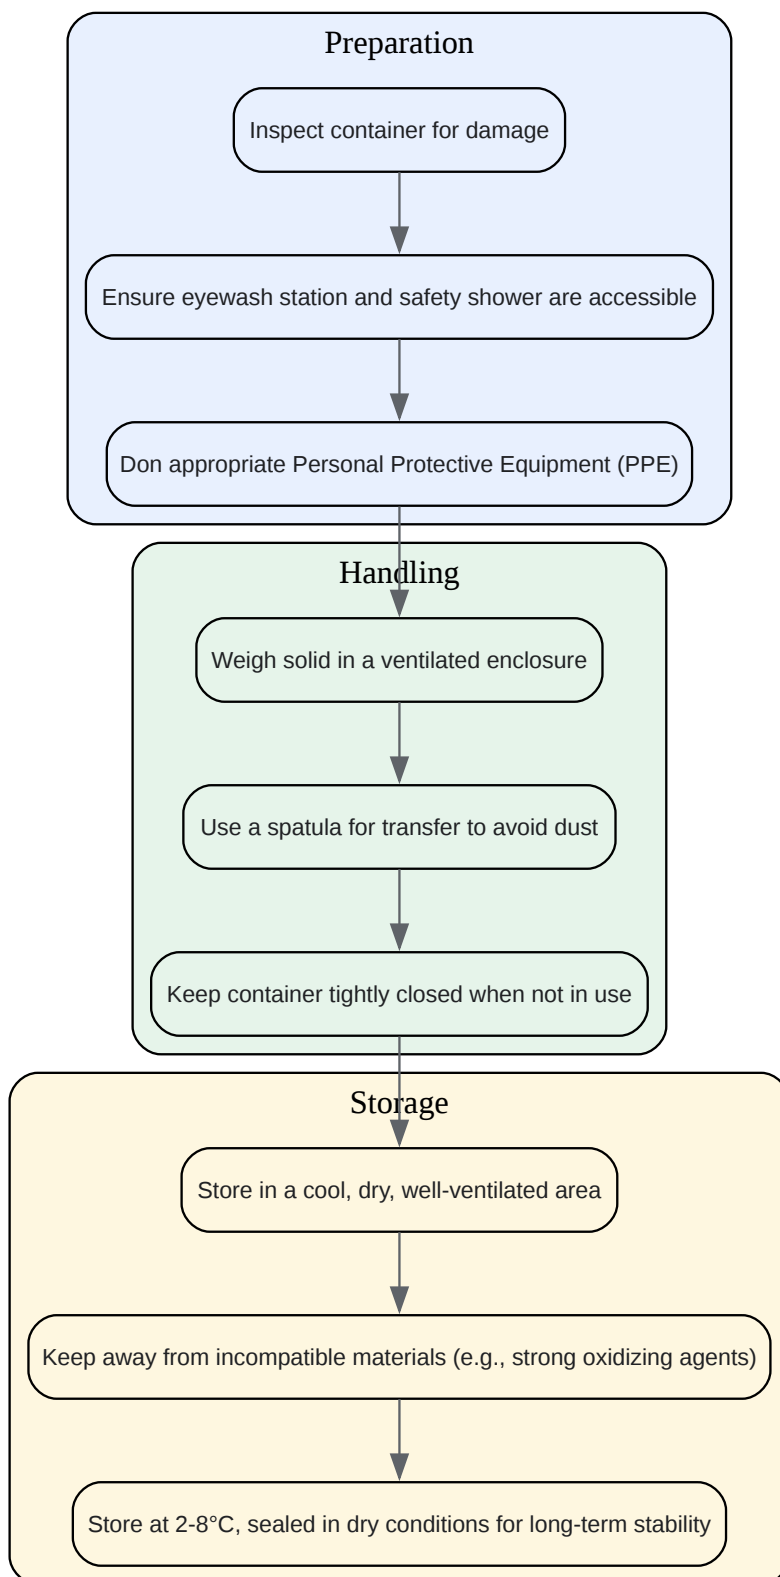 Preparation
Inspect container for damage
Ensure eyewash station and safety shower are accessible
Don appropriate Personal Protective Equipment (PPE)
Handling
Weigh solid in a ventilated enclosure
Use a spatula for transfer to avoid dust
Keep container tightly closed when not in use
Storage
Store in a cool, dry, well-ventilated area
Keep away from incompatible materials (e.g., strong oxidizing agents)
Store at 2-8°C, sealed in dry conditions for long-term stability